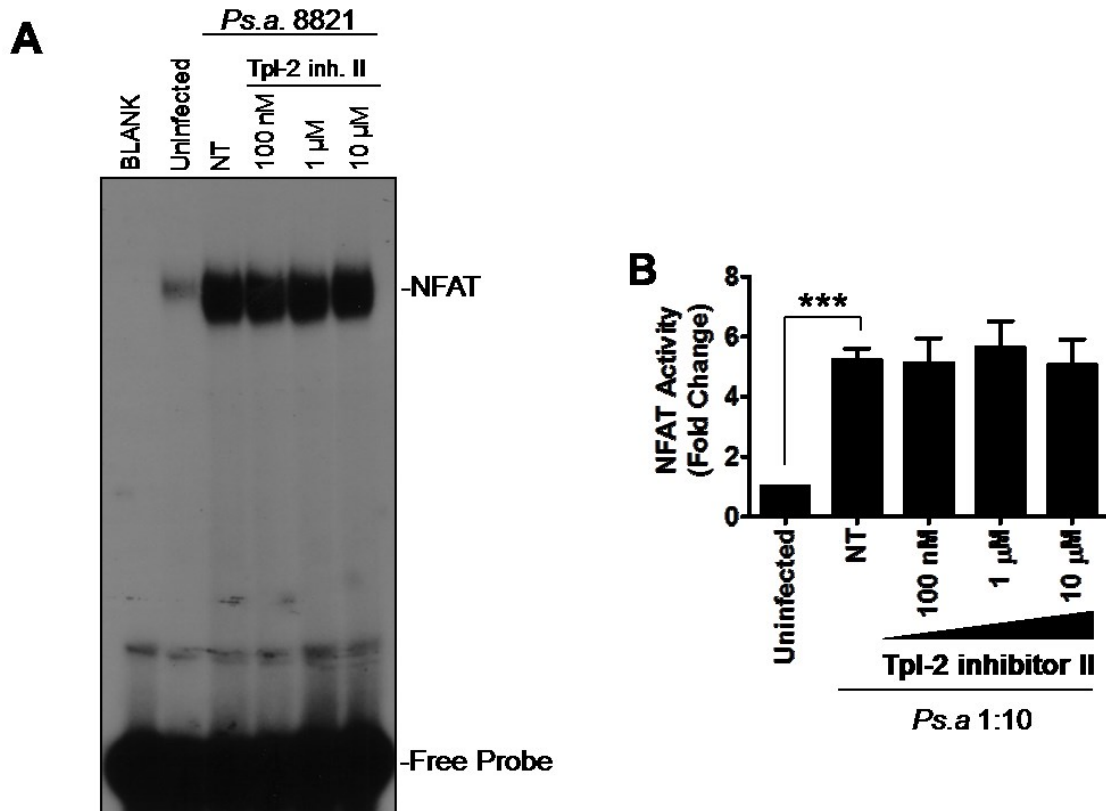 A
Ps.a. 8821
Tpl-2 inh. II
BLANK
Uninfected
NT
100 nM
1 µM
10 µM
-NFAT
-Free Probe
B
NFAT Activity
(Fold Change)
8
6
4
2
0
***
Uninfected
NT
100 nM
1 µM
10 µM
Tpl-2 inhibitor II
Ps.a 1:10